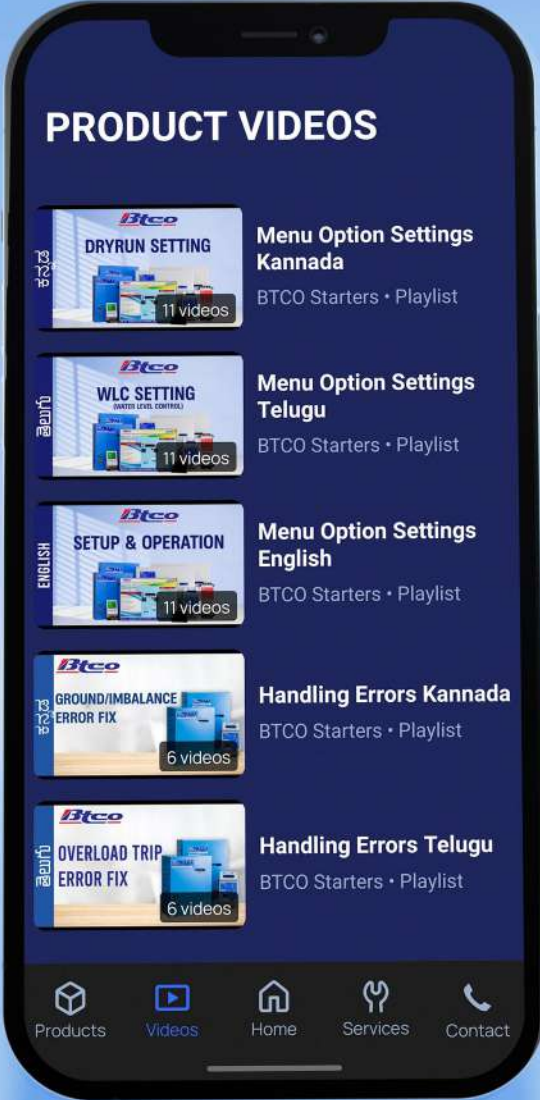 PRODUCT VIDEOS
Btco
DRYRUN SETTING
ಕನ್ನಡ
11 videos
Menu Option Settings
Kannada
BTCO Starters • Playlist
Btco
WLC SETTING
(WATER LEVEL CONTROL)
తెలుగు
11 videos
Menu Option Settings
Telugu
BTCO Starters • Playlist
Btco
SETUP & OPERATION
ENGLISH
11 videos
Menu Option Settings
English
BTCO Starters • Playlist
Btco
GROUND/IMBALANCE
ERROR FIX
ಕನ್ನಡ
6 videos
Handling Errors Kannada
BTCO Starters • Playlist
Btco
OVERLOAD TRIP
ERROR FIX
తెలుగు
6 videos
Handling Errors Telugu
BTCO Starters • Playlist
Products
Videos
Home
Services
Contact